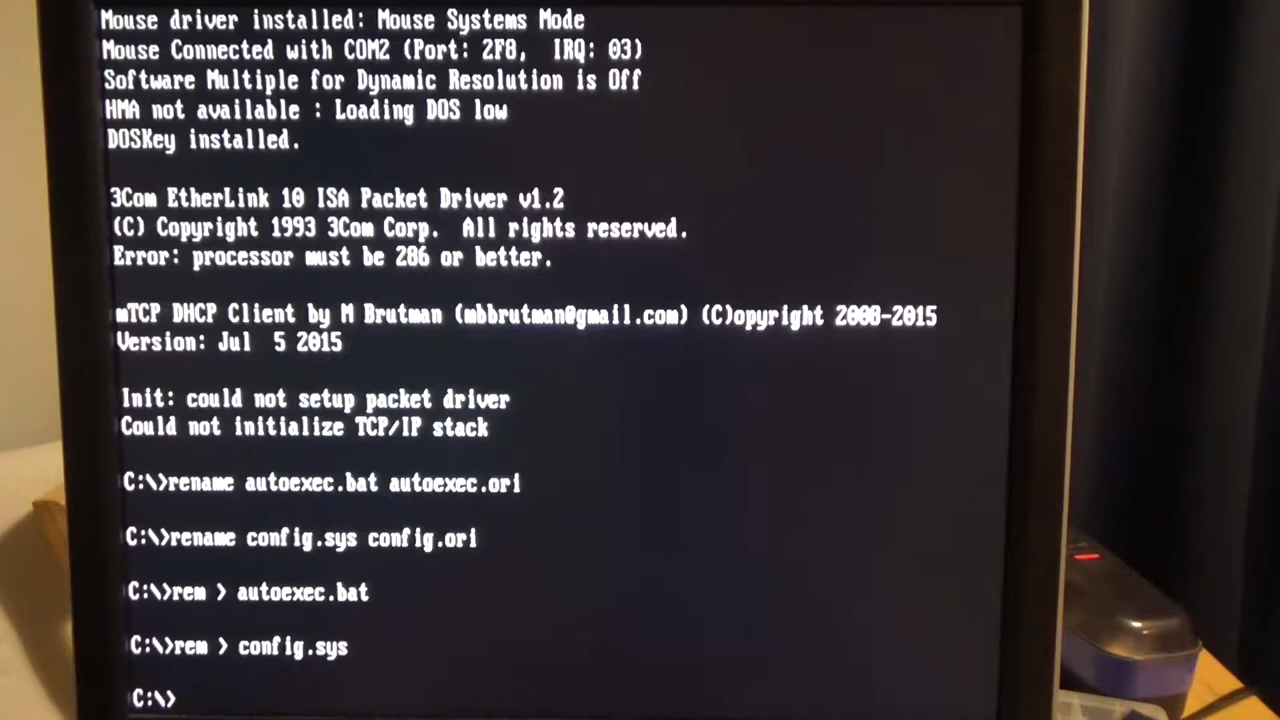 Mouse driver installed: Mouse Systems Mode
Mouse Connected with COM2 (Port: 2F8,  IRQ: 03)
Software Multiple for Dynamic Resolution is Off
HMA not available : Loading DOS low
DOSKey installed.
3Com EtherLink 10 ISA Packet Driver v1.2
(C) Copyright 1993 3Com Corp.  All rights reserved.
Error: processor must be 286 or better.
mTCP DHCP Client by M Brutman (mbbrutman@gmail.com) (C)opyright 2008-2015
Version: Jul  5 2015
Init: could not setup packet driver
Could not initialize TCP/IP stack
C:\>rename autoexec.bat autoexec.ori
C:\>rename config.sys config.ori
C:\>rem > autoexec.bat
C:\>rem > config.sys
C:\>